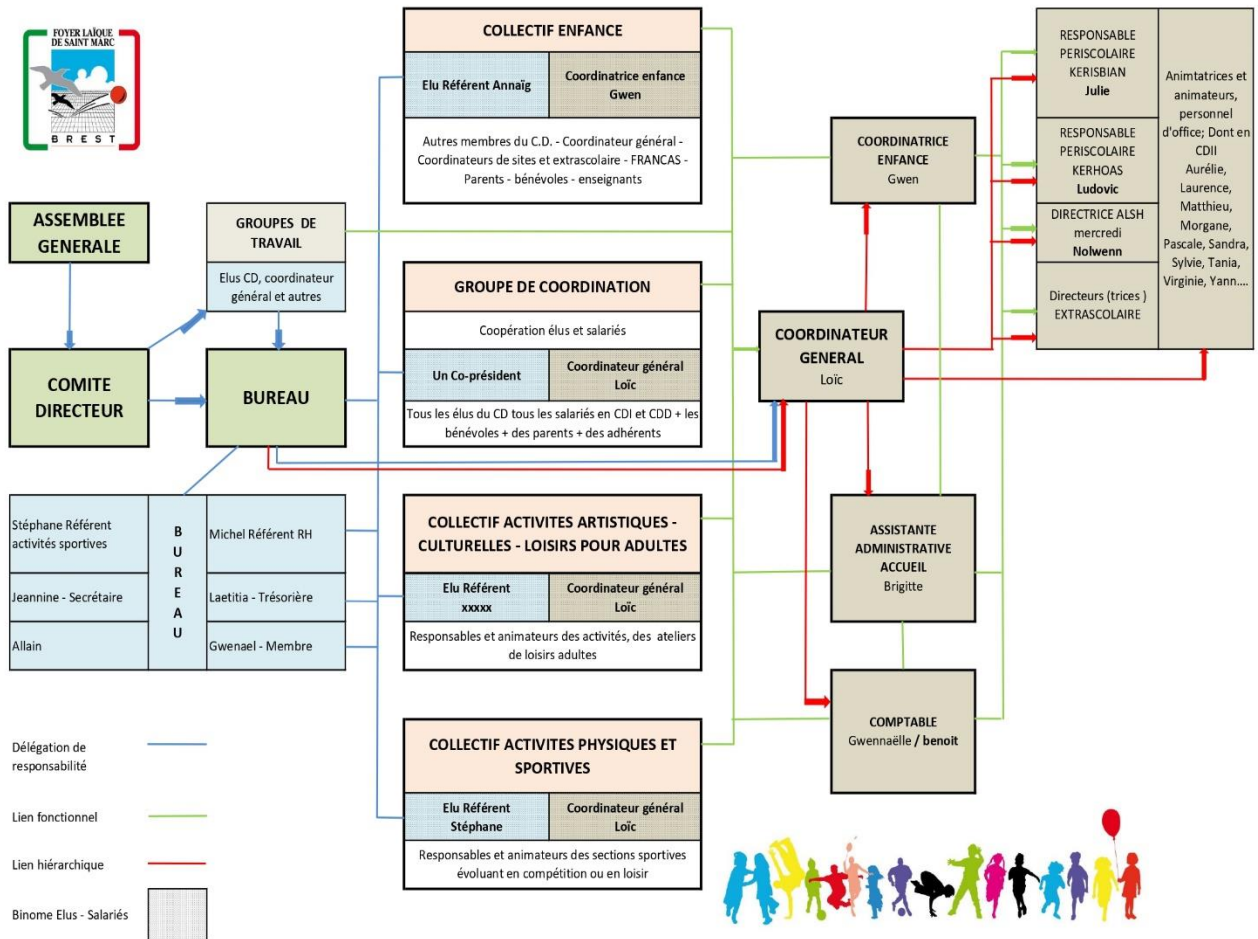 FOYER LAÏQUE
DE SAINT MARC
BREST
ASSEMBLEE
GENERALE
COMITE
DIRECTEUR
GROUPES DE
TRAVAIL
Elus CD, coordinateur
général et autres
BUREAU
Stéphane Référent
activités sportives
Jeannine - Secrétaire
Allain
B
U
R
E
A
U
Michel Référent RH
Laetitia - Trésorière
Gwenael - Membre
Délégation de
responsabilité
Lien fonctionnel
Lien hiérarchique
Binome Elus - Salariés
COLLECTIF ENFANCE
Elu Référent Annaïg
Coordinatrice enfance
Gwen
Autres membres du C.D. - Coordinateur général -
Coordinateurs de sites et extrascolaire - FRANCAS -
Parents - bénévoles - enseignants
GROUPE DE COORDINATION
Coopération élus et salariés
Un Co-président
Coordinateur général
Loïc
Tous les élus du CD tous les salariés en CDI et CDD + les
bénévoles + des parents + des adhérents
COLLECTIF ACTIVITES ARTISTIQUES -
CULTURELLES - LOISIRS POUR ADULTES
Elu Référent
xxxxx
Coordinateur général
Loïc
Responsables et animateurs des activités, des ateliers
de loisirs adultes
COLLECTIF ACTIVITES PHYSIQUES ET
SPORTIVES
Elu Référent
Stéphane
Coordinateur général
Loïc
Responsables et animateurs des sections sportives
évoluant en compétition ou en loisir
COORDINATRICE
ENFANCE
Gwen
COORDINATEUR
GENERAL
Loïc
ASSISTANTE
ADMINISTRATIVE
ACCUEIL
Brigitte
COMPTABLE
Gwennaëlle / benoit
RESPONSABLE
PERISCOLAIRE
KERISBIAN
Julie
RESPONSABLE
PERISCOLAIRE
KERHOAS
Ludovic
DIRECTRICE ALSH
mercredi
Nolwenn
Directeurs (trices )
EXTRASCOLAIRE
Animtatrices et
animateurs,
personnel
d'office; Dont en
CDII
Aurélie,
Laurence,
Matthieu,
Morgane,
Pascale, Sandra,
Sylvie, Tania,
Virginie, Yann....